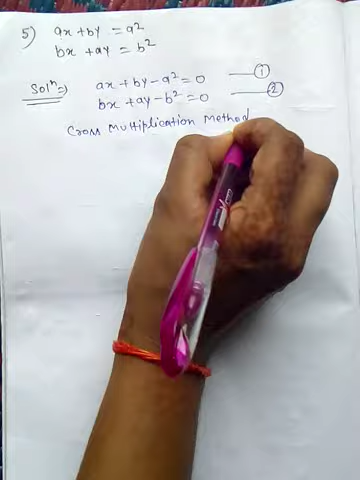 5) ax + by = a²
bx + ay = b²
Solⁿ⇒) ax + by - a² = 0 — ①
bx + ay - b² = 0 — ②
Cross Multiplication Method